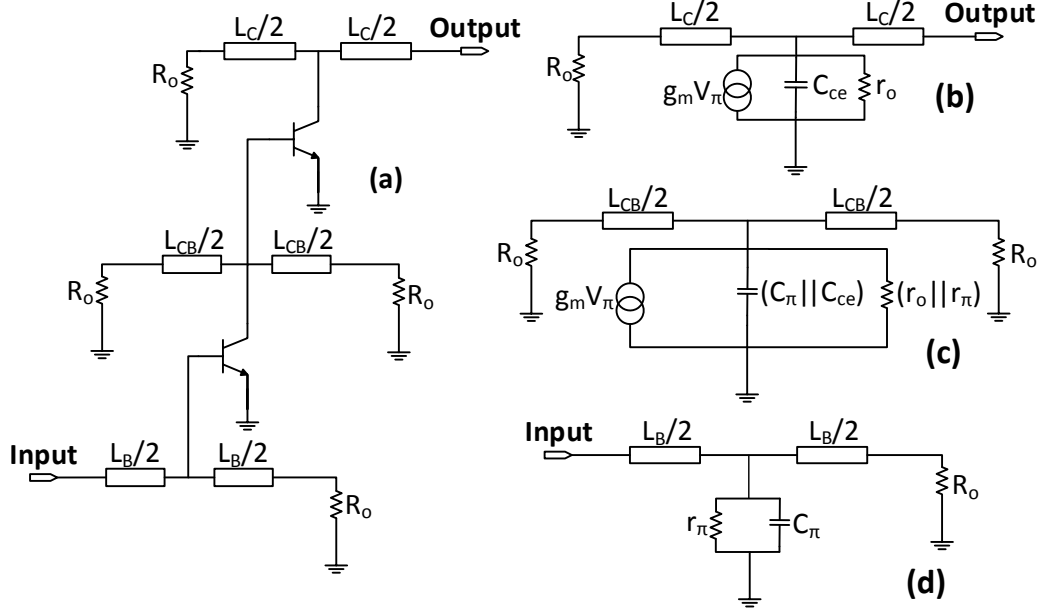 L_C/2 L_C/2 Output
R_o
(a)
L_CB/2 L_CB/2
R_o R_o
Input L_B/2 L_B/2
R_o
L_C/2 L_C/2 Output
R_o
g_mV_π C_ce r_o
(b)
L_CB/2 L_CB/2
R_o R_o
g_mV_π (C_π||C_ce) (r_o||r_π)
(c)
Input L_B/2 L_B/2
R_o
r_π C_π
(d)